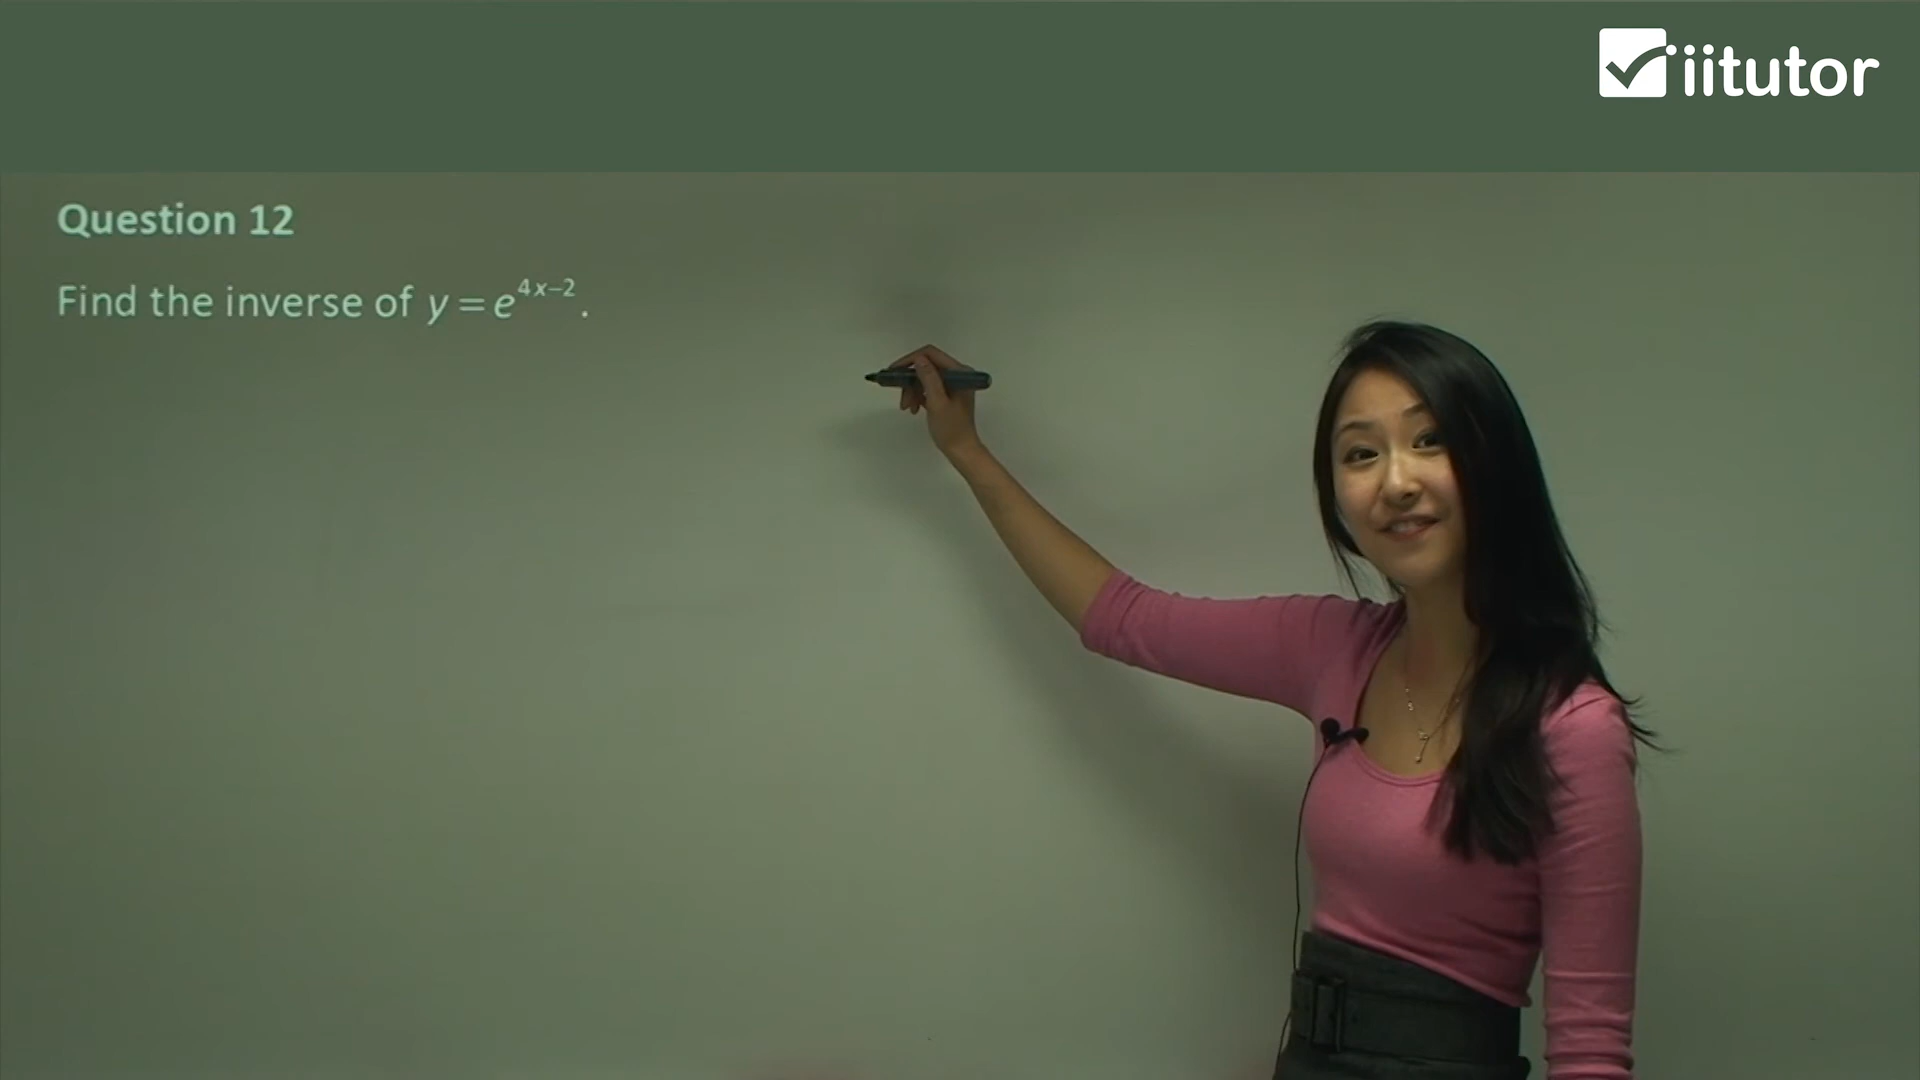 iitutor
Question 12
Find the inverse of y = e^{4x-2}.